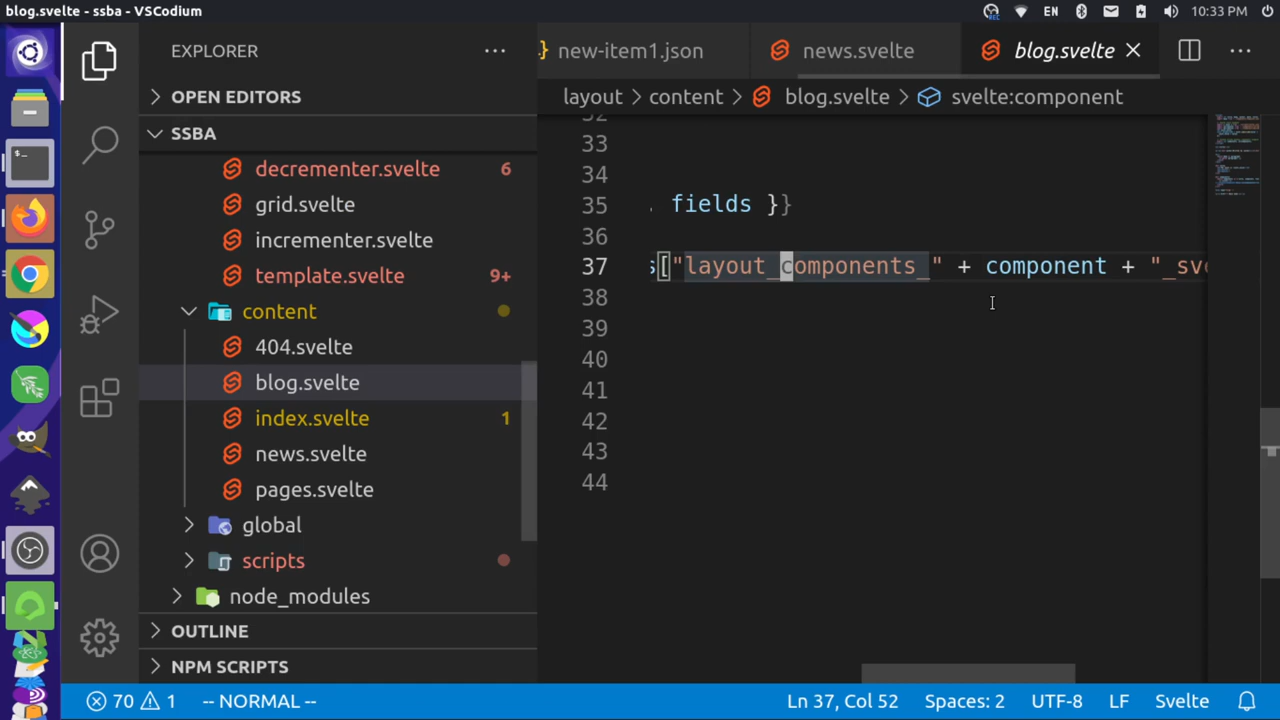 blog.svelte - ssba - VSCodium
EN
10:33 PM
EXPLORER
new-item1.json
news.svelte
blog.svelte
OPEN EDITORS
layout > content > blog.svelte > svelte:component
SSBA
32
decrementer.svelte 6
33
34
grid.svelte
35 fields }}
incrementer.svelte
36
template.svelte 9+
37 s["layout_components_" + component + "_sv
38
content
39
404.svelte
40
blog.svelte
41
index.svelte 1
42
news.svelte
43
pages.svelte
44
global
scripts
node_modules
OUTLINE
NPM SCRIPTS
70 1 -- NORMAL -- Ln 37, Col 52 Spaces: 2 UTF-8 LF Svelte